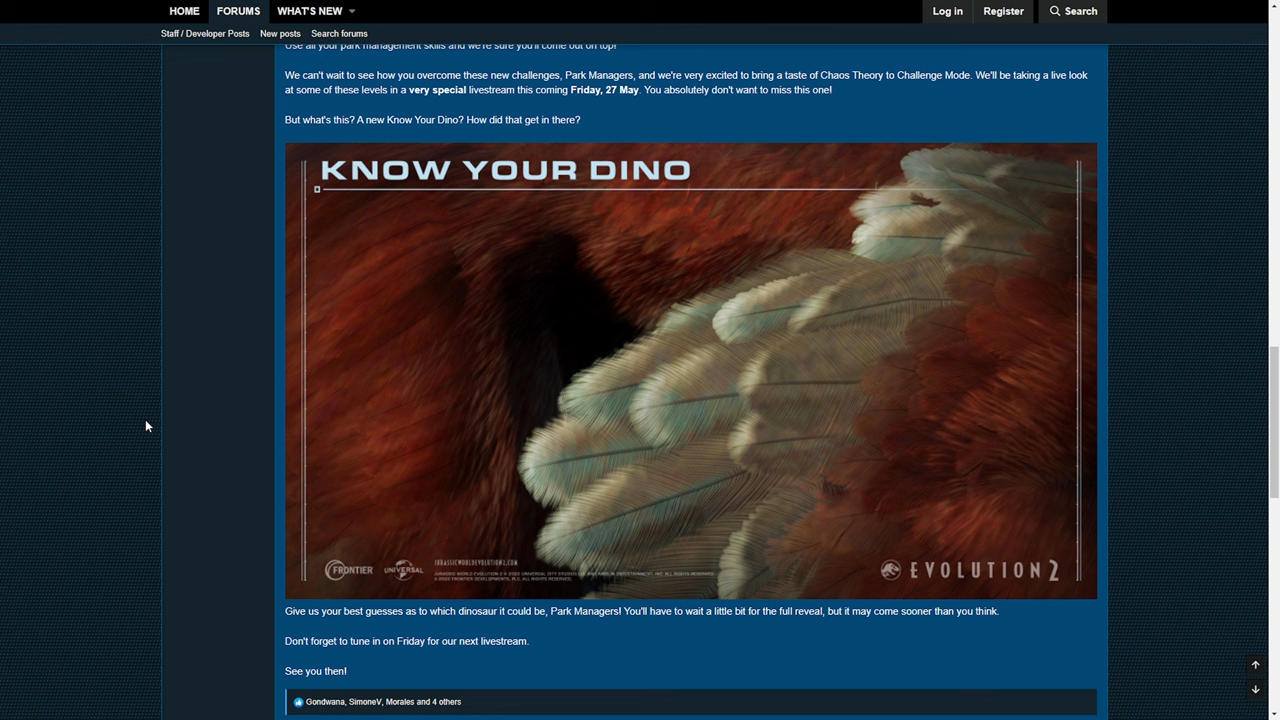 HOME FORUMS WHAT'S NEW Log in Register Search
Staff / Developer Posts New posts Search forums
Use all your park management skills and we're sure you'll come out on top!
We can't wait to see how you overcome these new challenges, Park Managers, and we're very excited to bring a taste of Chaos Theory to Challenge Mode. We'll be taking a live look
at some of these levels in a very special livestream this coming Friday, 27 May. You absolutely don't want to miss this one!
But what's this? A new Know Your Dino? How did that get in there?
KNOW YOUR DINO
FRONTIER UNIVERSAL JURASSICWORLDEVOLUTION2.COM
EVOLUTION 2
Give us your best guesses as to which dinosaur it could be, Park Managers! You'll have to wait a little bit for the full reveal, but it may come sooner than you think.
Don't forget to tune in on Friday for our next livestream.
See you then!
Gondwana, SimoneV, Morales and 4 others